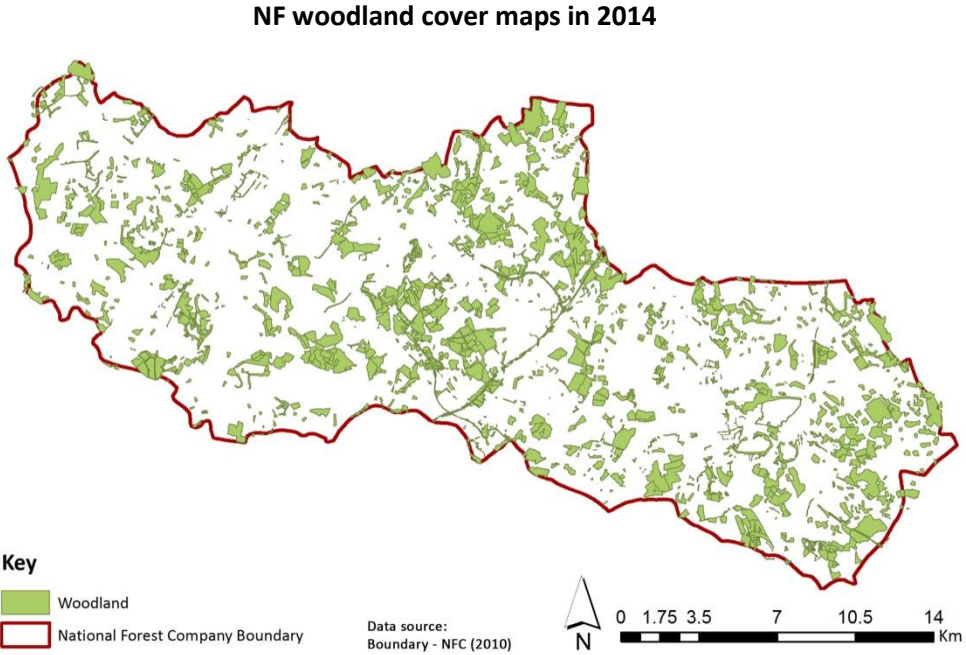 NF woodland cover maps in 2014
Key
Woodland
National Forest Company Boundary
Data source:
Boundary - NFC (2010)
N
0 1.75 3.5 7 10.5 14
Km